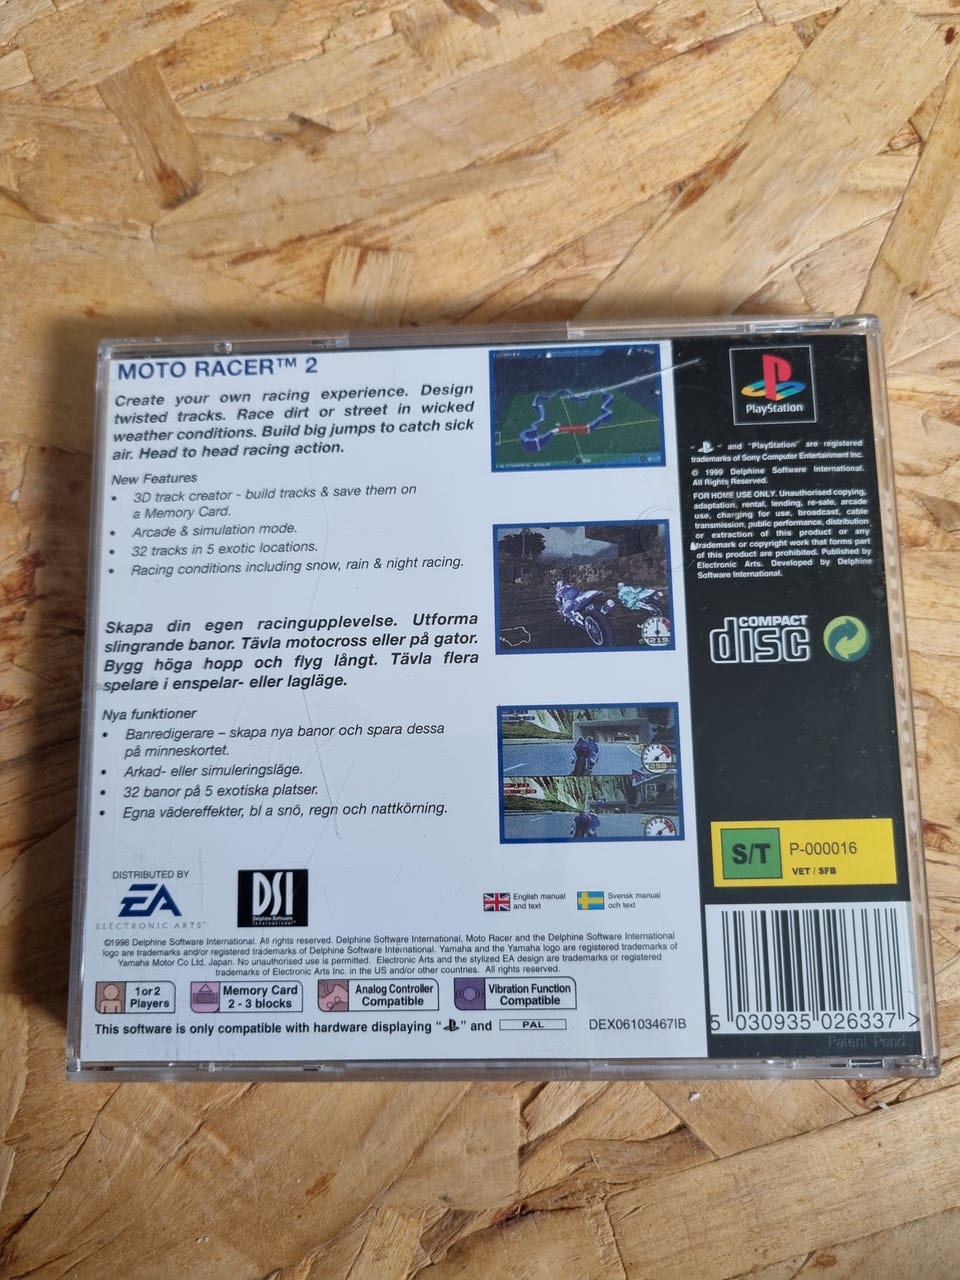 MOTO RACER™ 2
Create your own racing experience. Design
twisted tracks. Race dirt or street in wicked
weather conditions. Build big jumps to catch sick
air. Head to head racing action.
New Features
• 3D track creator - build tracks & save them on
a Memory Card.
• Arcade & simulation mode.
• 32 tracks in 5 exotic locations.
• Racing conditions including snow, rain & night racing.
Skapa din egen racingupplevelse. Utforma
slingrande banor. Tävla motocross eller på gator.
Bygg höga hopp och flyg långt. Tävla flera
spelare i enspelar- eller lagläge.
Nya funktioner
• Banredigerare – skapa nya banor och spara dessa
på minneskortet.
• Arkad- eller simuleringsläge.
• 32 banor på 5 exotiska platser.
• Egna vädereffekter, bl a snö, regn och nattkörning.
DISTRIBUTED BY
EA
ELECTRONIC ARTS™
DSI
Delphine Software
International
English manual
and text
Svensk manual
och text
©1998 Delphine Software International. All rights reserved. Delphine Software International, Moto Racer and the Delphine Software International
logo are trademarks and/or registered trademarks of Delphine Software International. Yamaha and the Yamaha logo are registered trademarks of
Yamaha Motor Co Ltd, Japan. No unauthorised use is permitted. Electronic Arts and the stylized EA design are trademarks or registered
trademarks of Electronic Arts Inc. in the US and/or other countries. All rights reserved.
1 or 2
Players
Memory Card
2 - 3 blocks
Analog Controller
Compatible
Vibration Function
Compatible
This software is only compatible with hardware displaying " " and PAL
DEX06103467IB
PlayStation
" " and "PlayStation" are registered
trademarks of Sony Computer Entertainment Inc.
© 1999 Delphine Software International.
All Rights Reserved.
FOR HOME USE ONLY. Unauthorised copying,
adaptation, rental, lending, re-sale, arcade
use, charging for use, broadcast, cable
transmission, public performance, distribution
or extraction of this product or any
trademark or copyright work that forms part
of this product are prohibited. Published by
Electronic Arts. Developed by Delphine
Software International.
COMPACT
disc
S/T
P-000016
VET / SFB
5 030935 026337 >
Patent Pend.